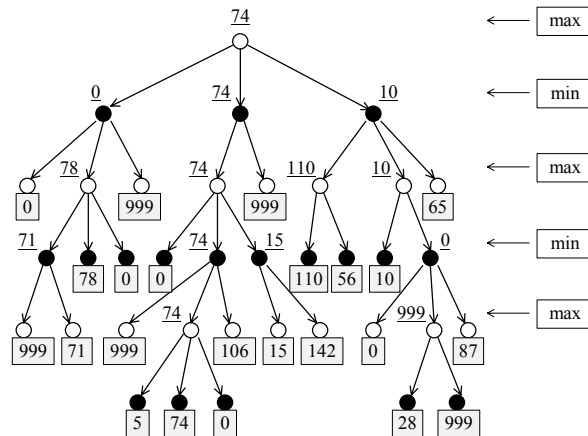 74
max
0 74 10
min
78 74 110 10
max
0 999 999 65
71 74 15 0
min
78 0 0 110 56 10
74 999
max
999 71 999 106 15 142 0 87
5 74 0 28 999